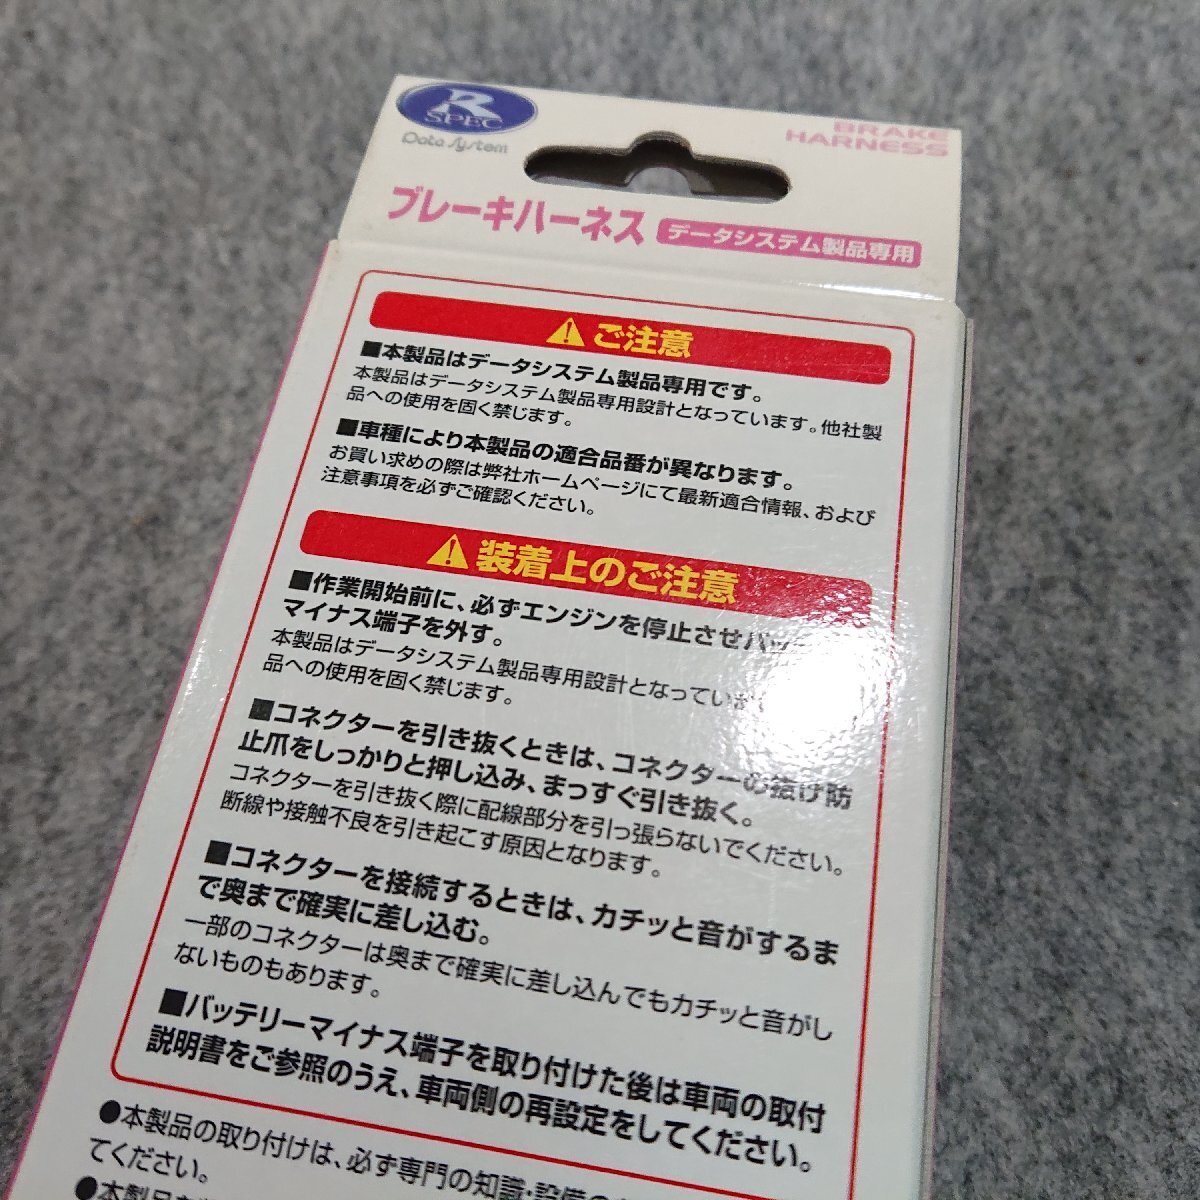 R SPEC
Data System
BRAKE
HARNESS
ブレーキハーネス データシステム製品専用
ご注意
■本製品はデータシステム製品専用です。
本製品はデータシステム製品専用設計となっています。他社製
品への使用を固く禁じます。
■車種により本製品の適合品番が異なります。
お買い求めの際は弊社ホームページにて最新適合情報、および
注意事項を必ずご確認ください。
装着上のご注意
■作業開始前に、必ずエンジンを停止させバッ
マイナス端子を外す。
本製品はデータシステム製品専用設計となっていま
品への使用を固く禁じます。
■コネクターを引き抜くときは、コネクターの抜け防
止爪をしっかりと押し込み、まっすぐ引き抜く。
コネクターを引き抜く際に配線部分を引っ張らないでください。
断線や接触不良を引き起こす原因となります。
■コネクターを接続するときは、カチッと音がするま
で奥まで確実に差し込む。
一部のコネクターは奥まで確実に差し込んでもカチッと音がし
ないものもあります。
■バッテリーマイナス端子を取り付けた後は車両の取付
説明書をご参照のうえ、車両側の再設定をしてください。
●本製品の取り付けは、必ず専門の知識・設備の
てください。
●本製品を